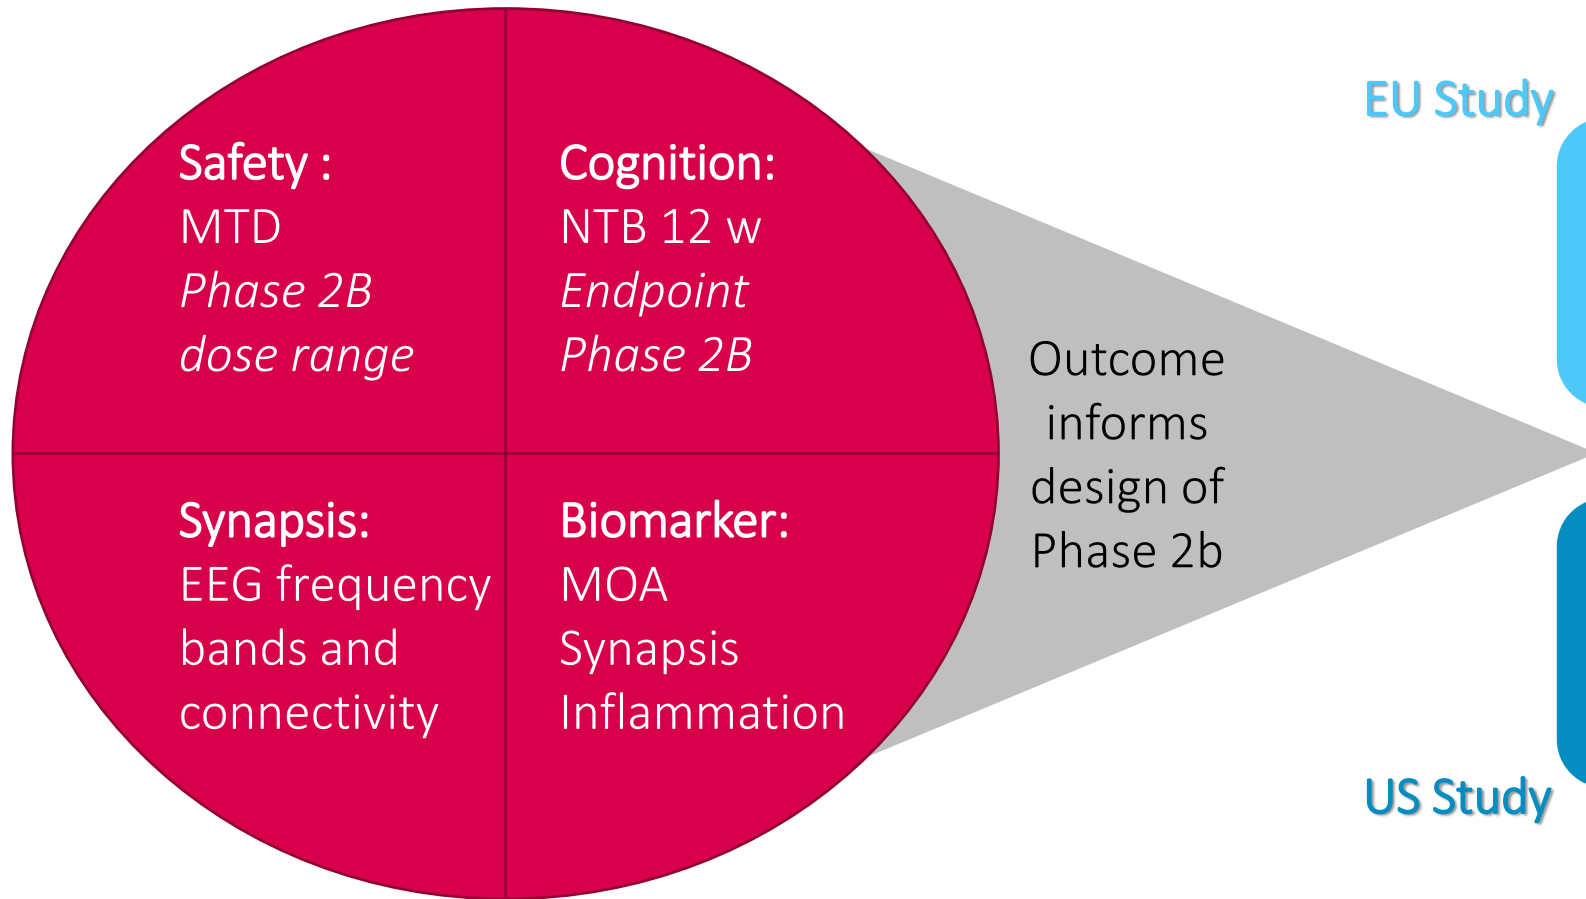 Safety :
MTD
Phase 2B
dose range
Cognition:
NTB 12 w
Endpoint
Phase 2B
Synapsis:
EEG frequency
bands and
connectivity
Biomarker:
MOA
Synapsis
Inflammation
Outcome
informs
design of
Phase 2b
EU Study
US Study